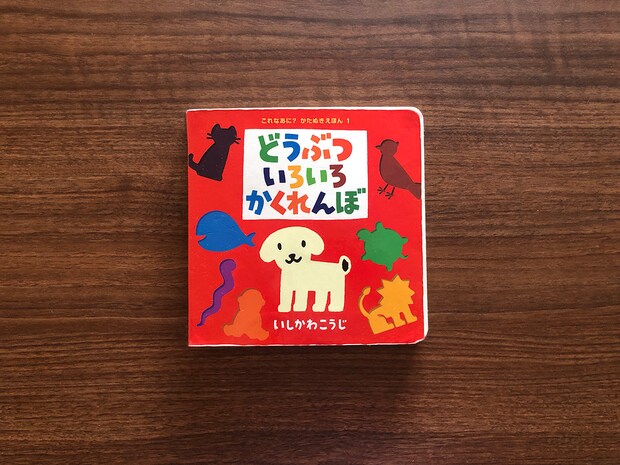 これなあに? かたぬきえほん 1
どうぶつ
いろいろ
かくれんぼ
いしかわこうじ